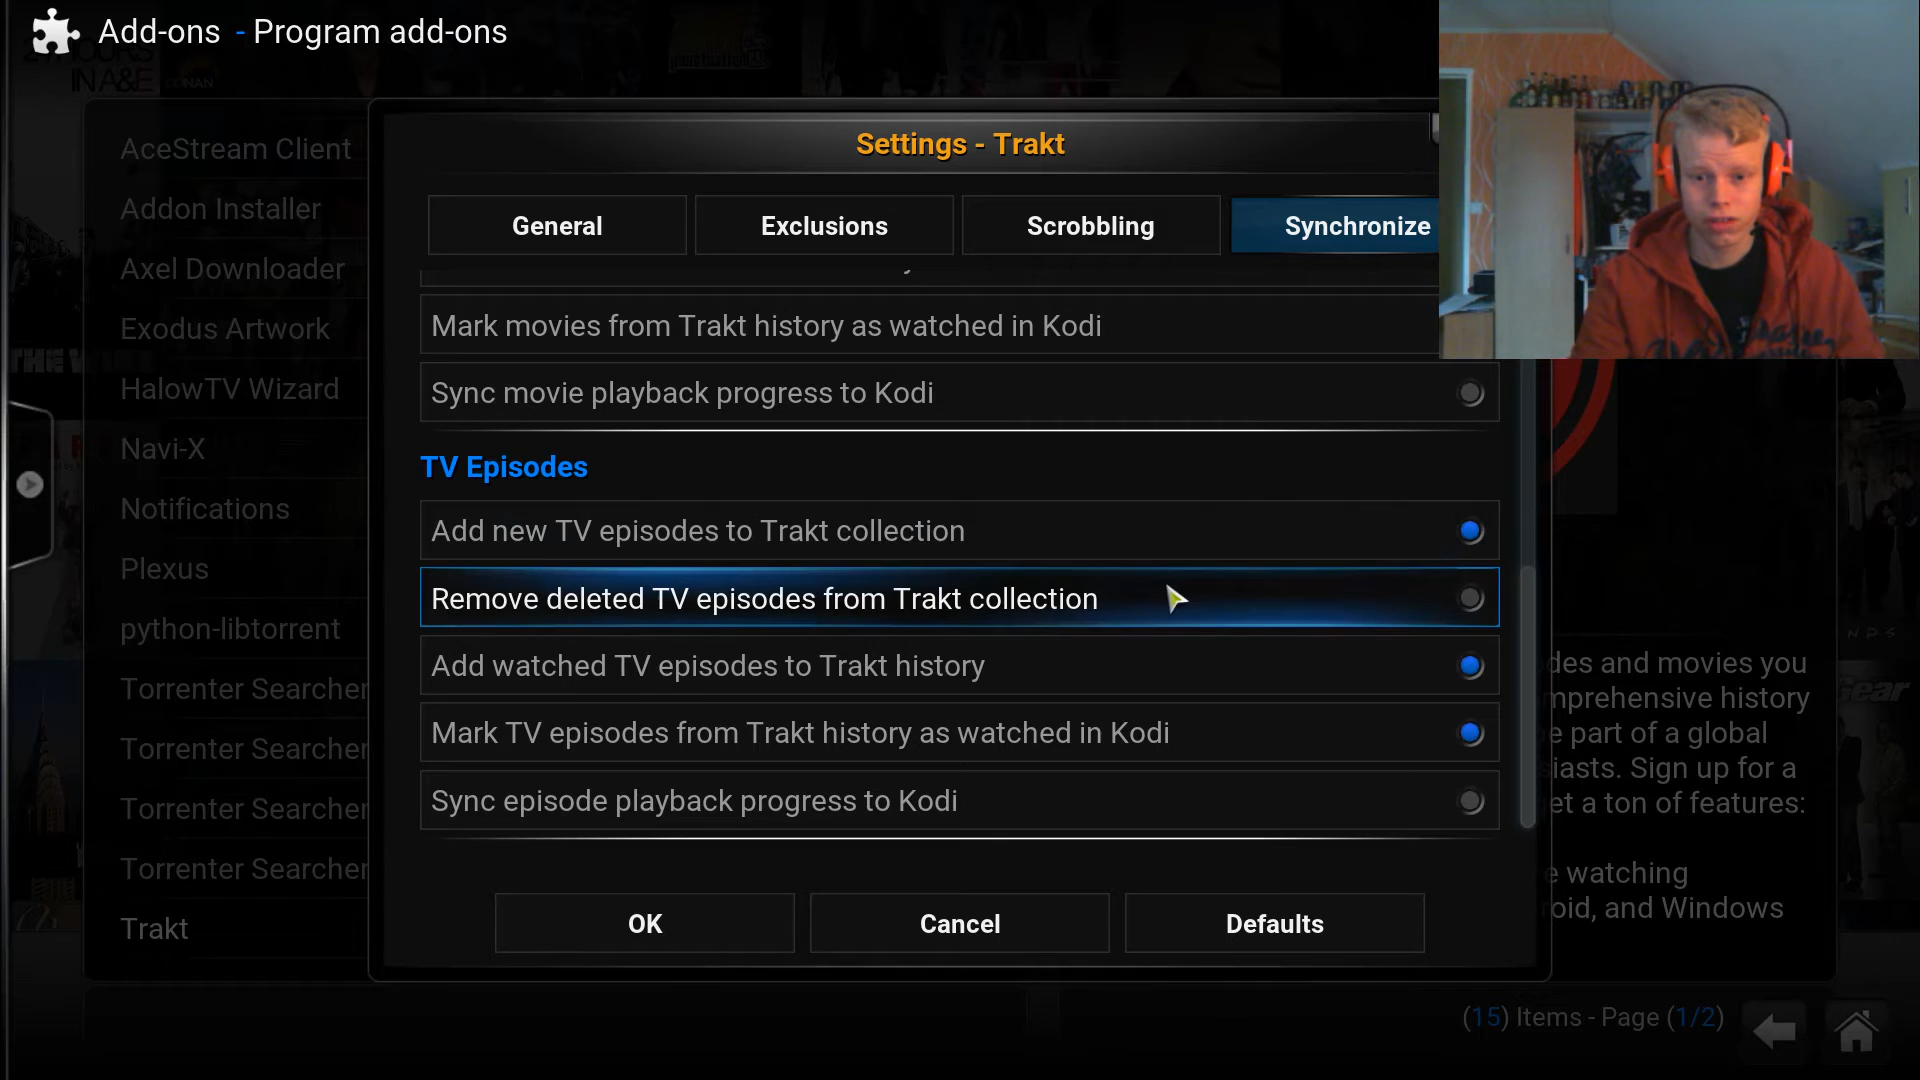 Add-ons - Program add-ons
IN A&E
CONAN
AceStream Client
Addon Installer
Axel Downloader
Exodus Artwork
HalowTV Wizard
Navi-X
Notifications
Plexus
python-libtorrent
Torrenter Searcher
Torrenter Searcher
Torrenter Searcher
Torrenter Searcher
Trakt
Settings - Trakt
General
Exclusions
Scrobbling
Synchronize
Mark movies from Trakt history as watched in Kodi
Sync movie playback progress to Kodi
TV Episodes
Add new TV episodes to Trakt collection
Remove deleted TV episodes from Trakt collection
Add watched TV episodes to Trakt history
Mark TV episodes from Trakt history as watched in Kodi
Sync episode playback progress to Kodi
OK
Cancel
Defaults
des and movies you
mprehensive history
e part of a global
iasts. Sign up for a
et a ton of features:
e watching
oid, and Windows
(15) Items - Page (1/2)